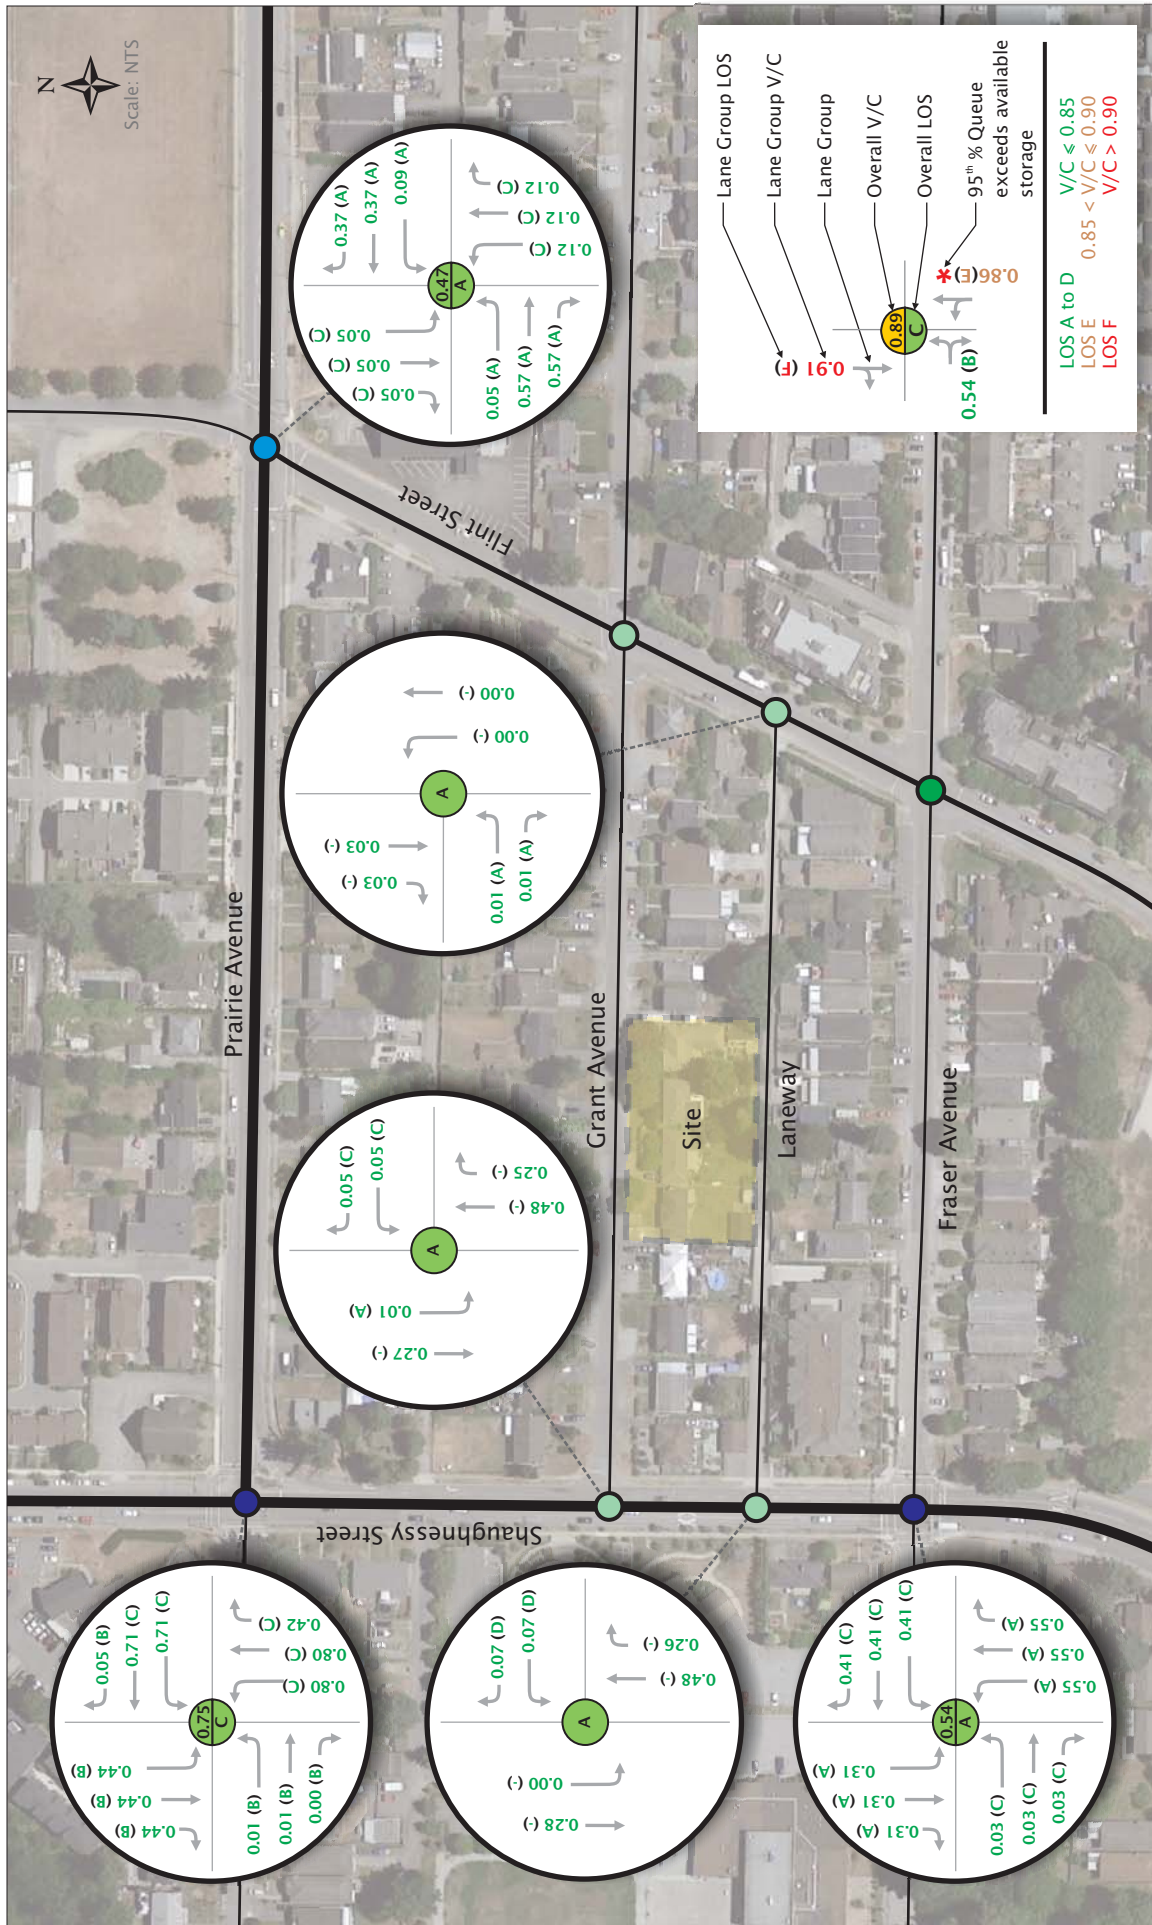 N
Scale: NTS
Lane Group LOS
Lane Group V/C
Lane Group
Overall V/C
Overall LOS
95th % Queue
exceeds available
storage
0.91 (F)
0.89
C
0.86(E)*
0.54 (B)
LOS A to D V/C ≤ 0.85
LOS E 0.85 < V/C ≤ 0.90
LOS F V/C > 0.90
0.37 (A)
0.37 (A)
0.09 (A)
0.05 (C)
0.05 (C)
0.05 (C)
0.47
A
0.12 (C)
0.12 (C)
0.12 (C)
0.05 (A)
0.57 (A)
0.57 (A)
Flint Street
0.00 (-)
0.00 (-)
0.03 (-)
0.03 (-)
A
0.01 (A)
0.01 (A)
Prairie Avenue
Grant Avenue
Site
Laneway
Fraser Avenue
0.05 (C)
0.05 (C)
A
0.25 (-)
0.48 (-)
0.01 (A)
0.27 (-)
Shaughnessy Street
0.05 (B)
0.71 (C)
0.71 (C)
0.44 (B)
0.44 (B)
0.44 (B)
0.75
C
0.42 (C)
0.80 (C)
0.80 (C)
0.01 (B)
0.01 (B)
0.00 (B)
0.07 (D)
0.07 (D)
A
0.26 (-)
0.48 (-)
0.00 (-)
0.28 (-)
0.41 (C)
0.41 (C)
0.41 (C)
0.31 (A)
0.31 (A)
0.31 (A)
0.54
A
0.55 (A)
0.55 (A)
0.55 (A)
0.03 (C)
0.03 (C)
0.03 (C)